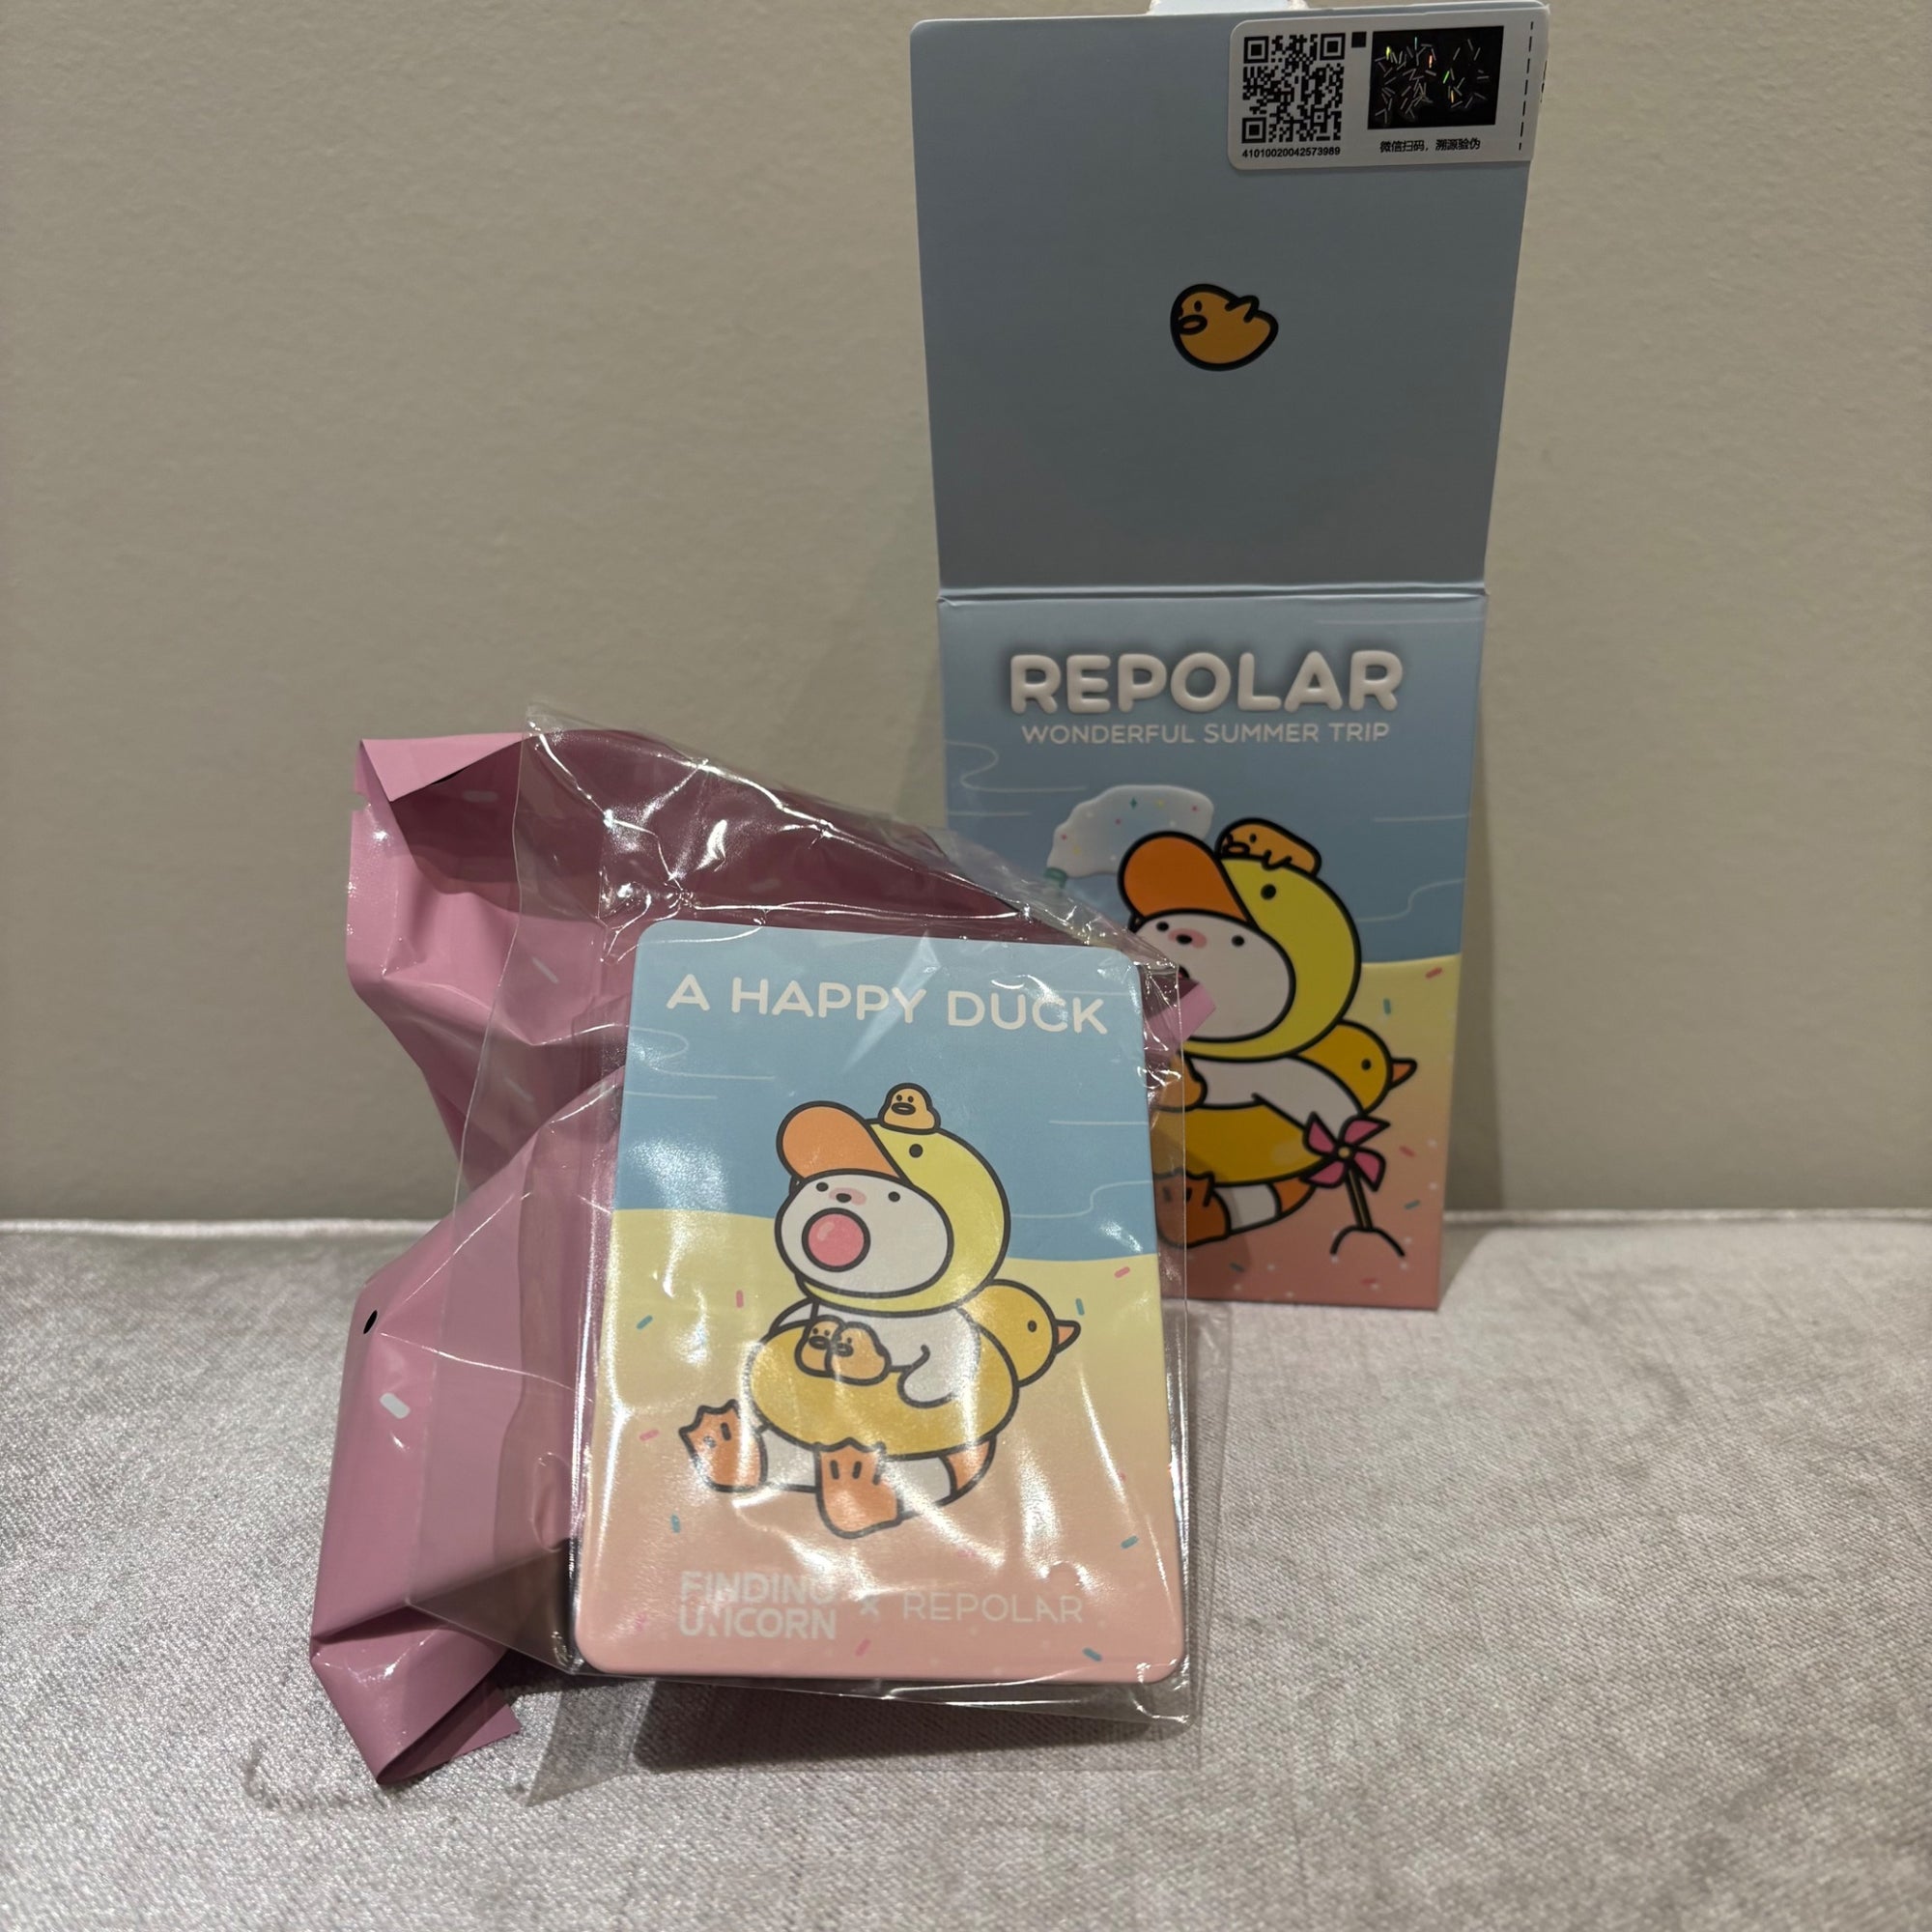 41010020042573989
微信扫码，溯源验伪
REPOLAR
WONDERFUL SUMMER TRIP
A HAPPY DUCK
FINDING
UNICORN
× REPOLAR